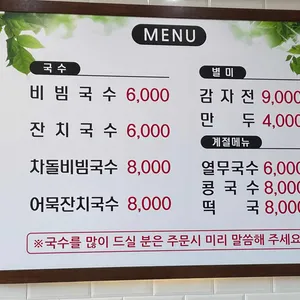 MENU
국수
비빔국수 6,000
잔치국수 6,000
차돌비빔국수 8,000
어묵잔치국수 8,000
별미
감자전 9,000
만두 4,000
계절메뉴
열무국수 6,000
콩국수 8,000
떡국 8,000
※국수를 많이 드실 분은 주문시 미리 말씀해 주세요